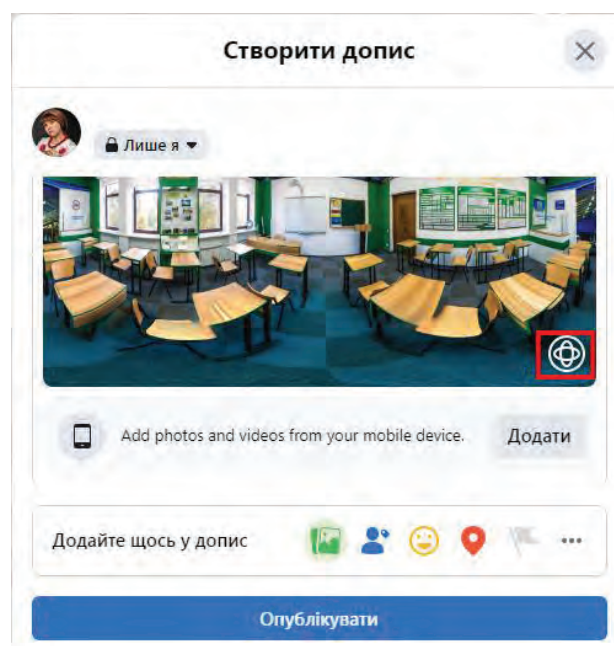 Створити допис
Лише я
Add photos and videos from your mobile device.
Додати
Додайте щось у допис
Опублікувати